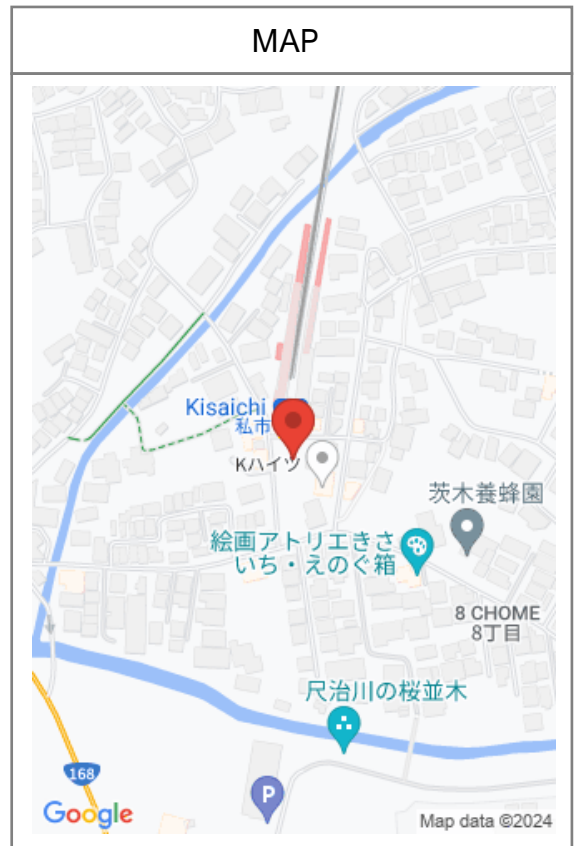 MAP
Kisaichi
私市
Kハイツ
茨木養蜂園
絵画アトリエきさ
いち・えのぐ箱
8 CHOME
8丁目
尺治川の桜並木
168
P
Google
Map data ©2024